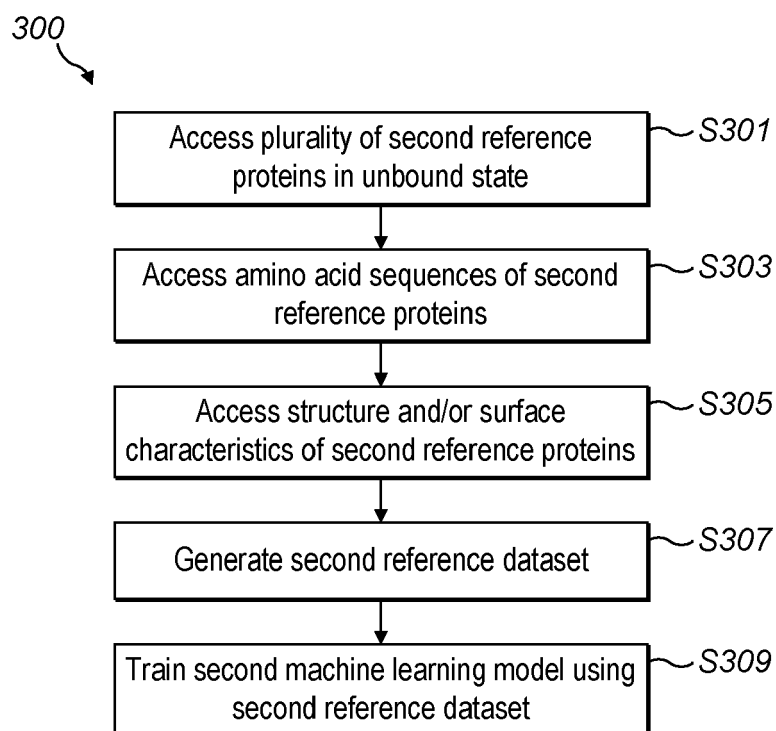 300
Access plurality of second reference
proteins in unbound state
S301
Access amino acid sequences of second
reference proteins
S303
Access structure and/or surface
characteristics of second reference proteins
S305
Generate second reference dataset
S307
Train second machine learning model using
second reference dataset
S309